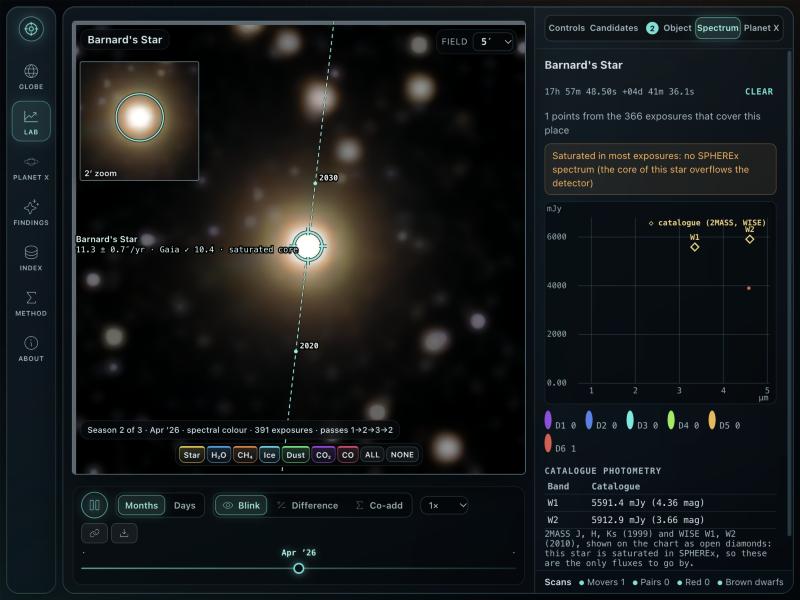 GLOBE
LAB
PLANET X
FINDINGS
INDEX
METHOD
ABOUT
Barnard's Star
FIELD 5′
2′ zoom
2030
Barnard's Star
11.3 ± 0.7″/yr · Gaia ✓ 10.4 · saturated core
2020
Season 2 of 3 · Apr ’26 · spectral colour · 391 exposures · passes 1→2→3→2
Star H₂O CH₄ Ice Dust CO₂ CO ALL NONE
Months Days Blink Difference Co-add 1×
Apr ’26
Controls Candidates 2 Object Spectrum Planet X
Barnard's Star
17h 57m 48.50s +04d 41m 36.1s CLEAR
1 points from the 366 exposures that cover this
place
Saturated in most exposures: no SPHEREx
spectrum (the core of this star overflows the
detector)
mJy
◇ catalogue (2MASS, WISE)
W2
W1
6000
4000
2000
0.00
1 2 3 4 5
µm
D1 0 D2 0 D3 0 D4 0 D5 0
D6 1
CATALOGUE PHOTOMETRY
Band Catalogue
W1 5591.4 mJy (4.36 mag)
W2 5912.9 mJy (3.66 mag)
2MASS J, H, Ks (1999) and WISE W1, W2
(2010), shown on the chart as open diamonds:
this star is saturated in SPHEREx, so these
are the only fluxes to go by.
Scans Movers 1 Pairs 0 Red 0 Brown dwarfs